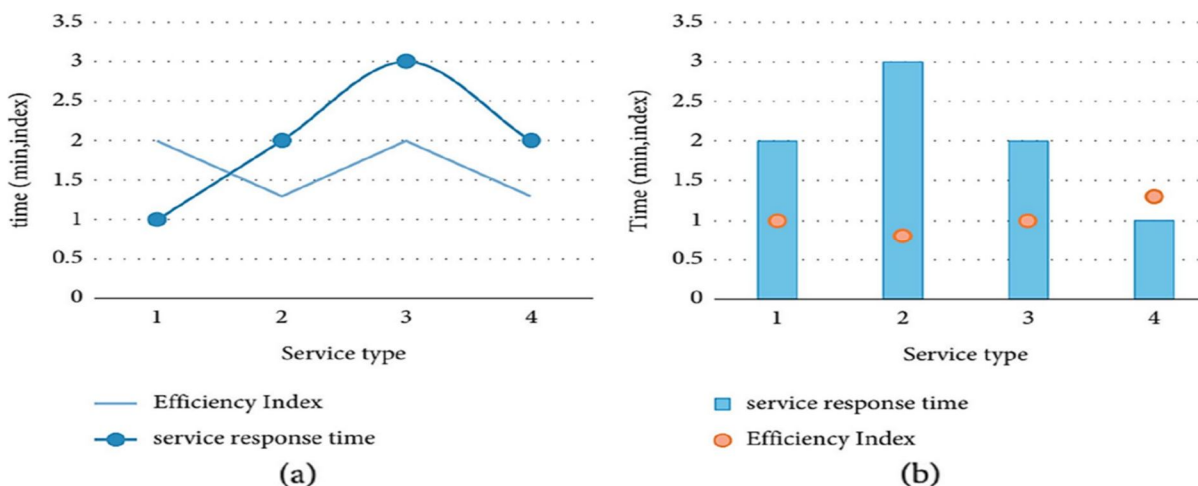 3.5
3
2.5
2
1.5
1
0.5
0
time (min,index)
1 2 3 4
Service type
Efficiency Index
service response time
(a)
3.5
3
2.5
2
1.5
1
0.5
0
Time (min,index)
1 2 3 4
Service type
service response time
Efficiency Index
(b)